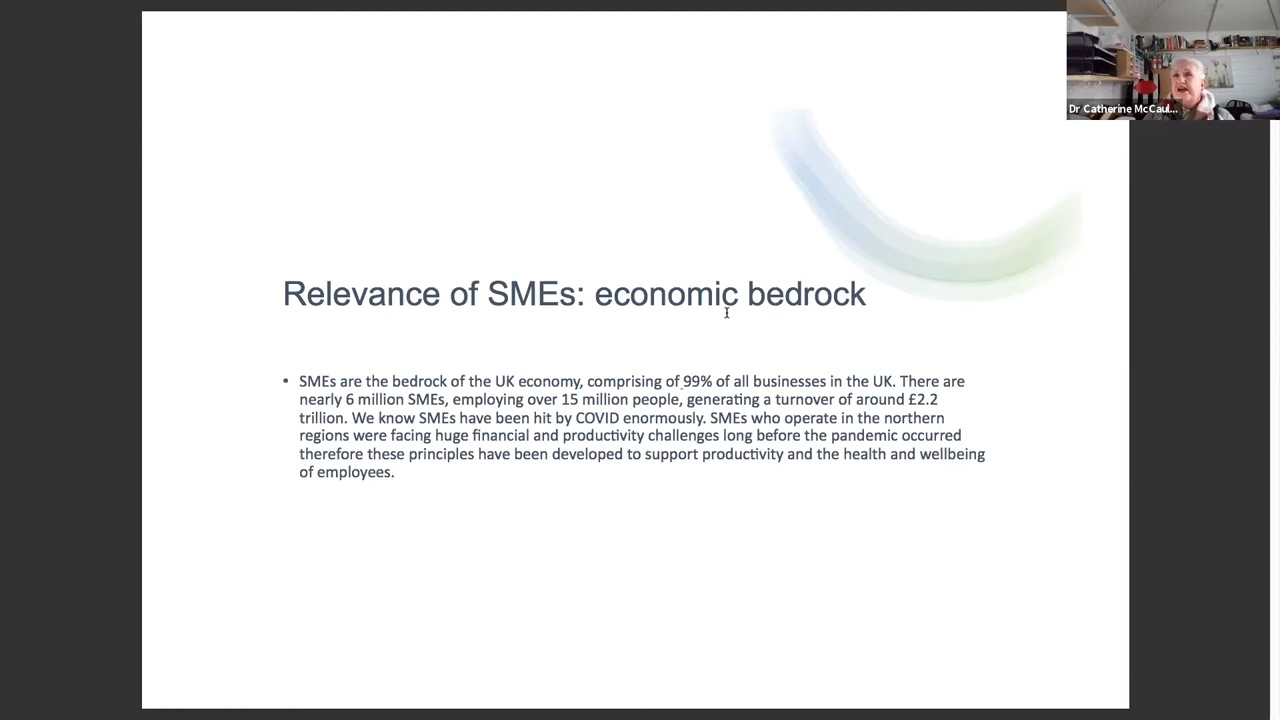 Dr Catherine McCaul...
Relevance of SMEs: economic bedrock
• SMEs are the bedrock of the UK economy, comprising of 99% of all businesses in the UK. There are
nearly 6 million SMEs, employing over 15 million people, generating a turnover of around £2.2
trillion. We know SMEs have been hit by COVID enormously. SMEs who operate in the northern
regions were facing huge financial and productivity challenges long before the pandemic occurred
therefore these principles have been developed to support productivity and the health and wellbeing
of employees.